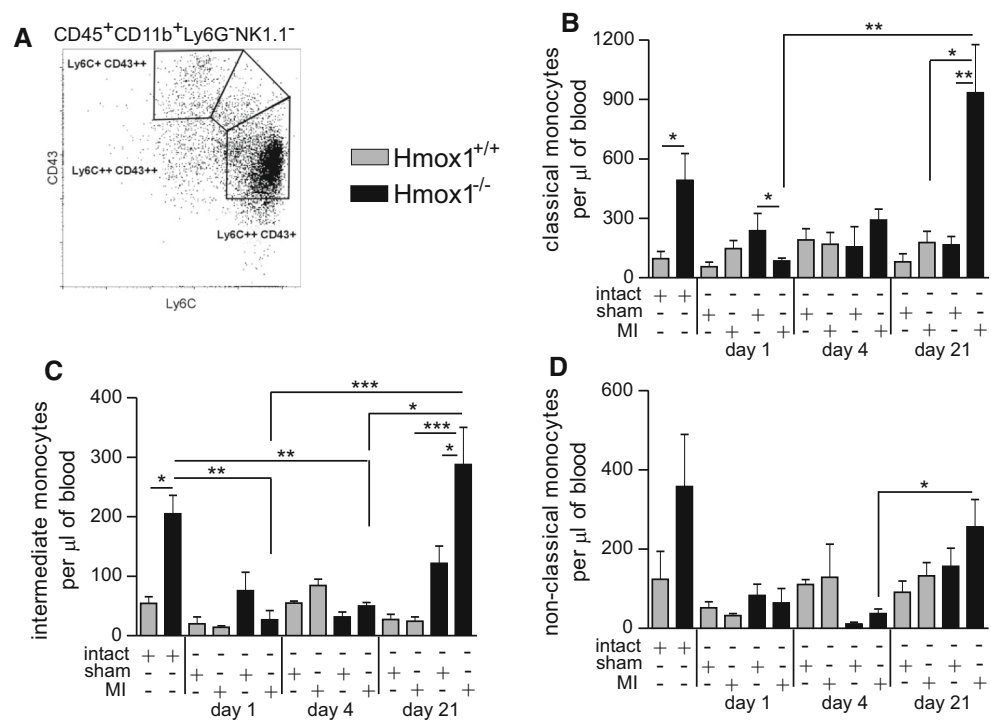 A
CD45+CD11b+Ly6G-NK1.1-
Ly6C+ CD43++
Ly6C++ CD43++
Ly6C++ CD43+
CD43
Ly6C
Hmox1+/+
Hmox1-/-
B
classical monocytes
per µl of blood
1200
900
600
300
0
* * ** * **
intact + + - - - - - - - - - - - -
sham - - + - + - + - + - + - + -
MI - - - + - + - + - + - + - +
day 1 day 4 day 21
C
intermediate monocytes
per µl of blood
400
300
200
100
0
* ** ** *** * *** *
intact + + - - - - - - - - - - - -
sham - - + - + - + - + - + - + -
MI - - - + - + - + - + - + - +
day 1 day 4 day 21
D
non-classical monocytes
per µl of blood
600
400
200
0
*
intact + + - - - - - - - - - - - -
sham - - + - + - + - + - + - + -
MI - - - + - + - + - + - + - +
day 1 day 4 day 21